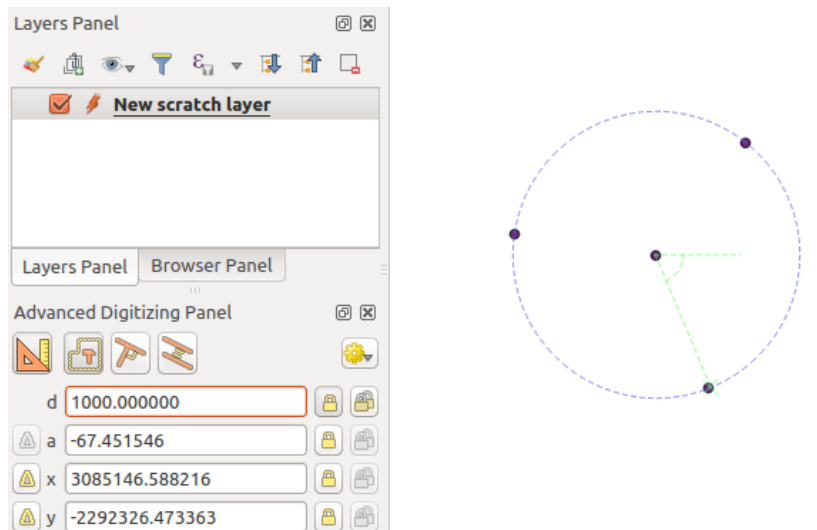 Layers Panel
New scratch layer
Layers Panel Browser Panel
Advanced Digitizing Panel
d 1000.000000
a -67.451546
x 3085146.588216
y -2292326.473363